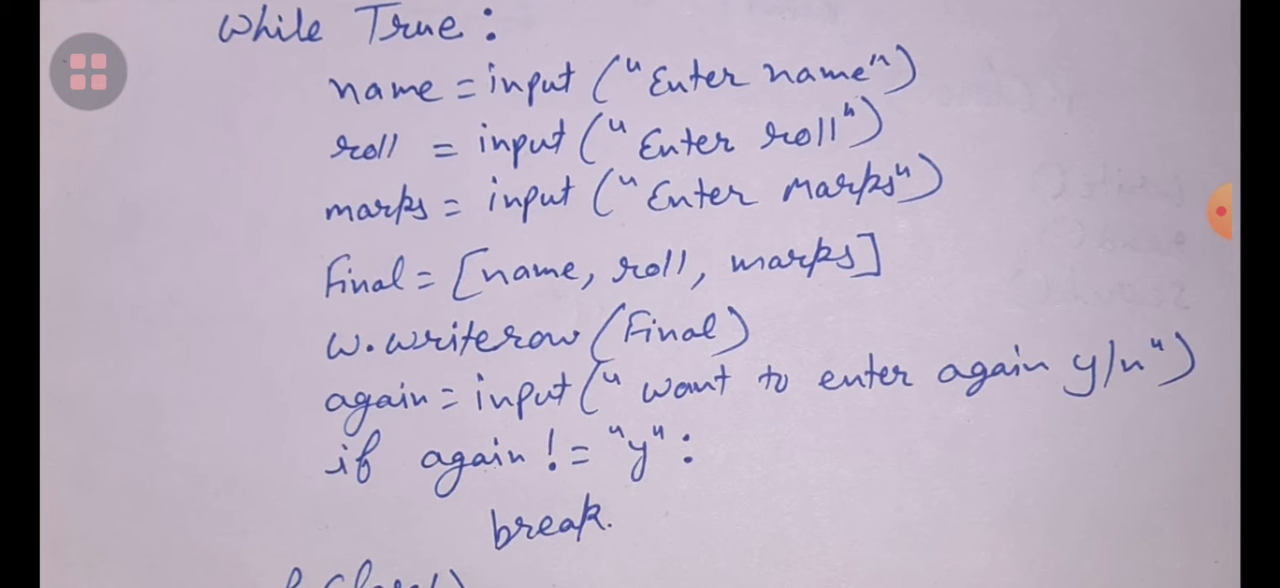 While True:
name = input ("Enter name")
roll = input ("Enter roll")
marks = input ("Enter marks")
Final = [name, roll, marks]
w.writerow (Final)
again = input (" want to enter again y/n")
if again != "y":
break.